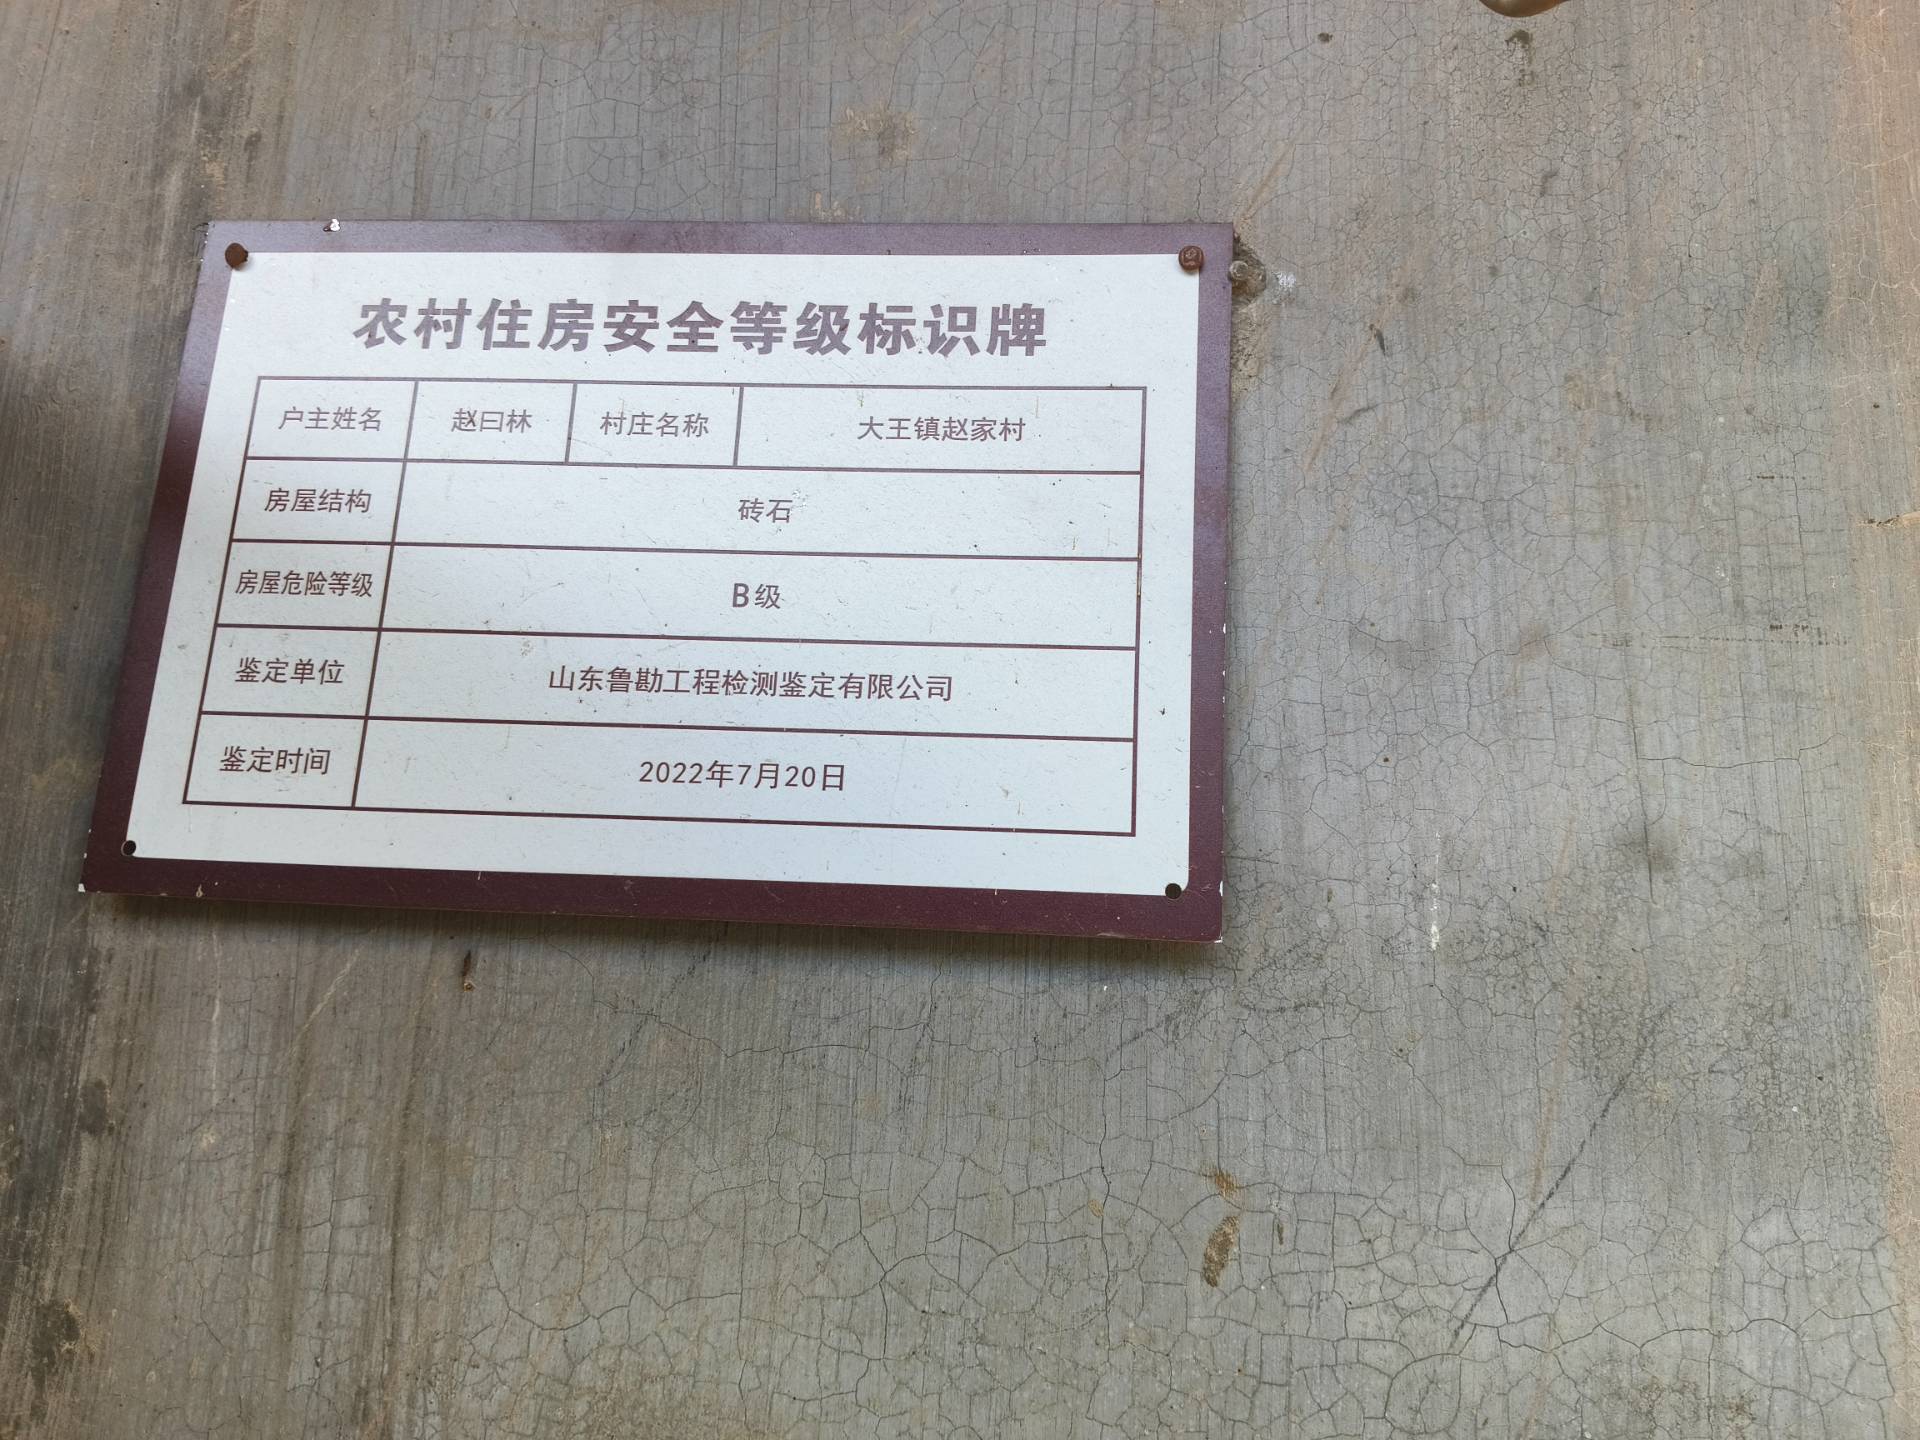 农村住房安全等级标识牌
户主姓名 赵曰林 村庄名称 大王镇赵家村
房屋结构 砖石
房屋危险等级 B级
鉴定单位 山东鲁勘工程检测鉴定有限公司
鉴定时间 2022年7月20日